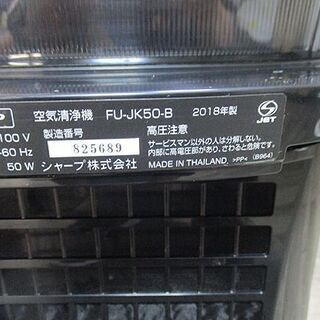 空気清浄機 FU-JK50-B 2018年製
100 V
-60 Hz
50 W
製造番号
825689
シャープ株式会社
JET
高圧注意
サービスマン以外の人は分解しない。
内部に高電圧部があり、さわると危険です。
MADE IN THAILAND >PP< (B964)